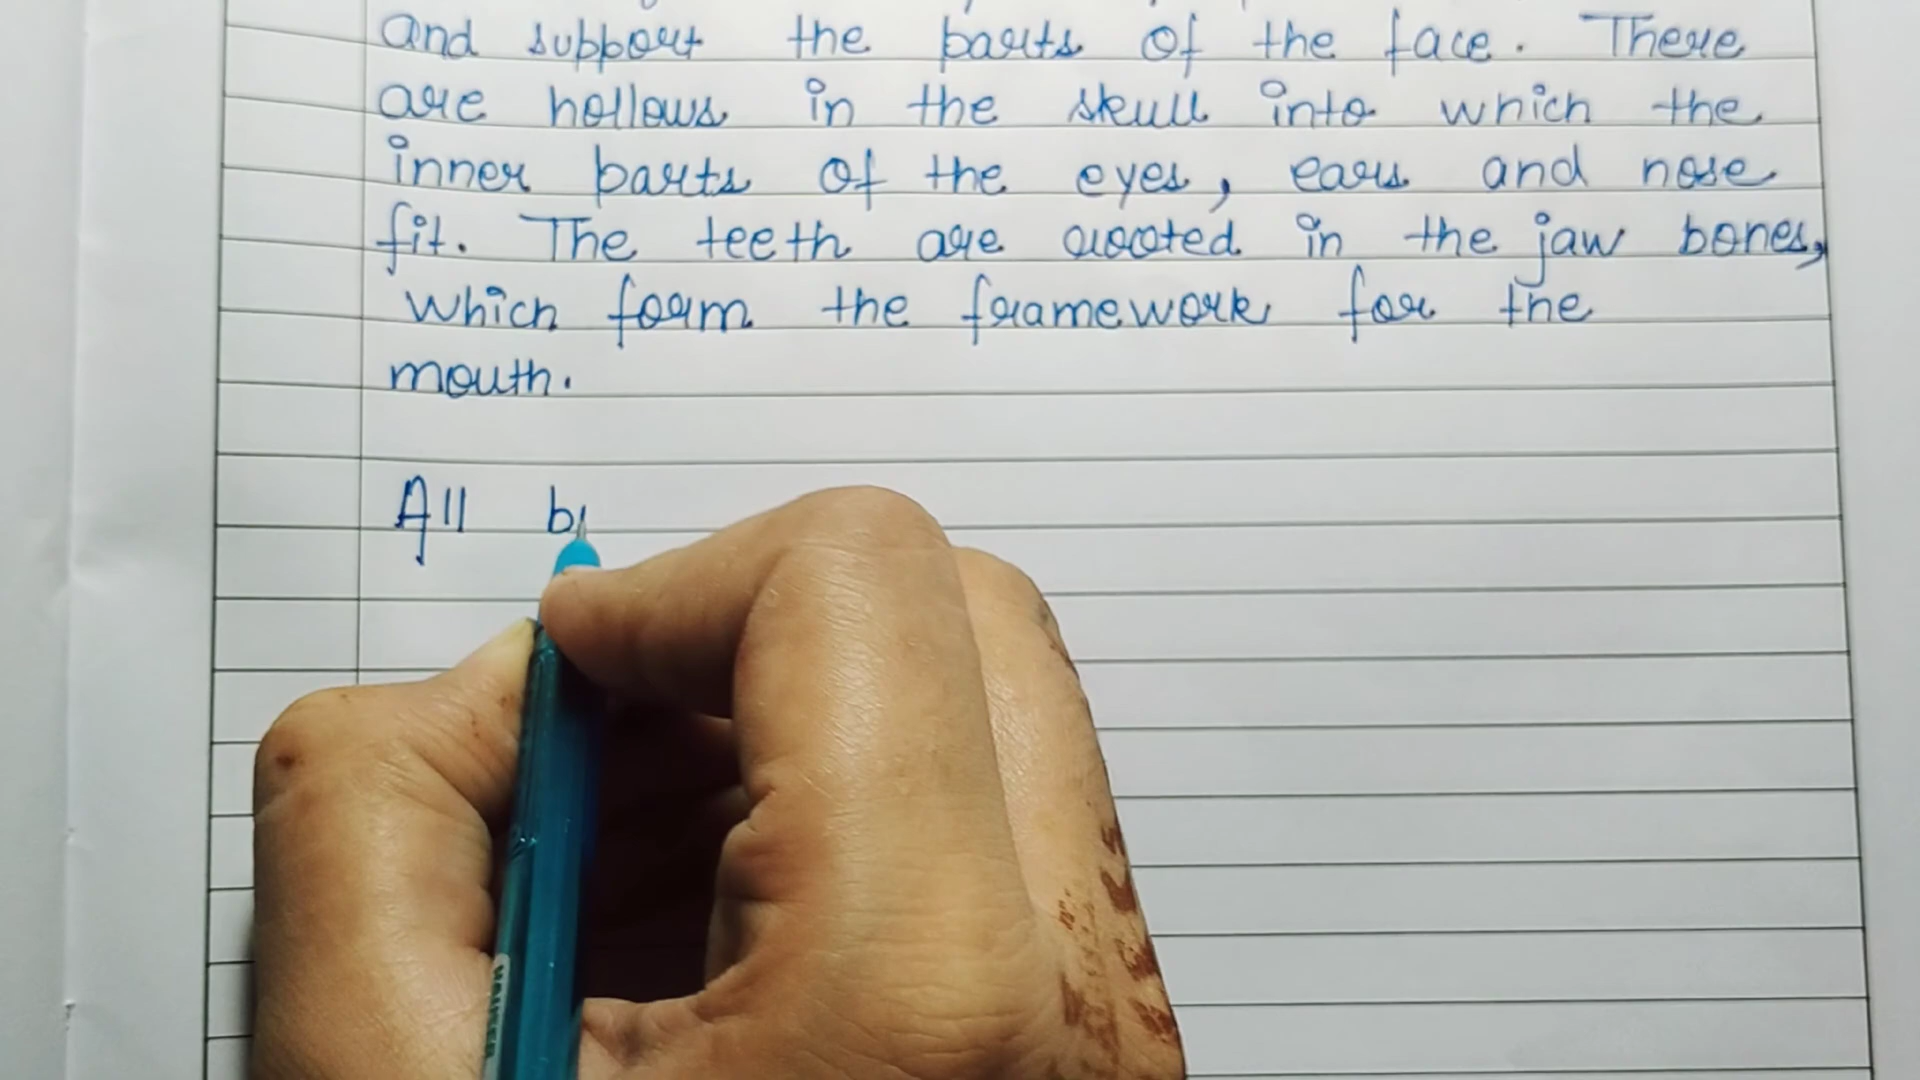 and support the parts of the face. There
are hollows in the skull into which the
inner parts of the eyes, ears and nose
fit. The teeth are rooted in the jaw bones,
which form the framework for the
mouth.
All